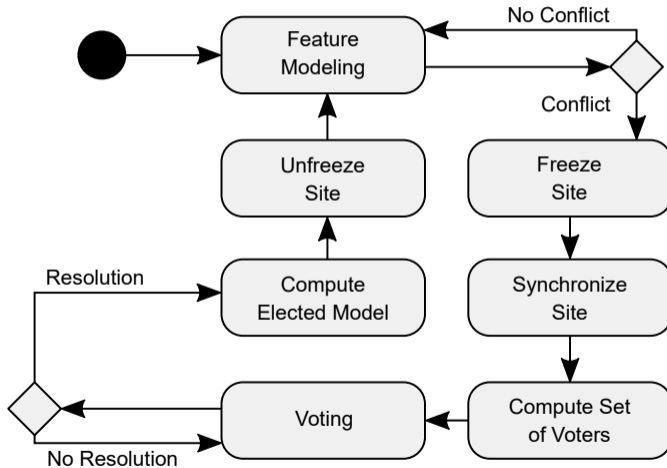 Feature
Modeling
No Conflict
Conflict
Unfreeze
Site
Freeze
Site
Resolution
Compute
Elected Model
Synchronize
Site
Voting
Compute Set
of Voters
No Resolution